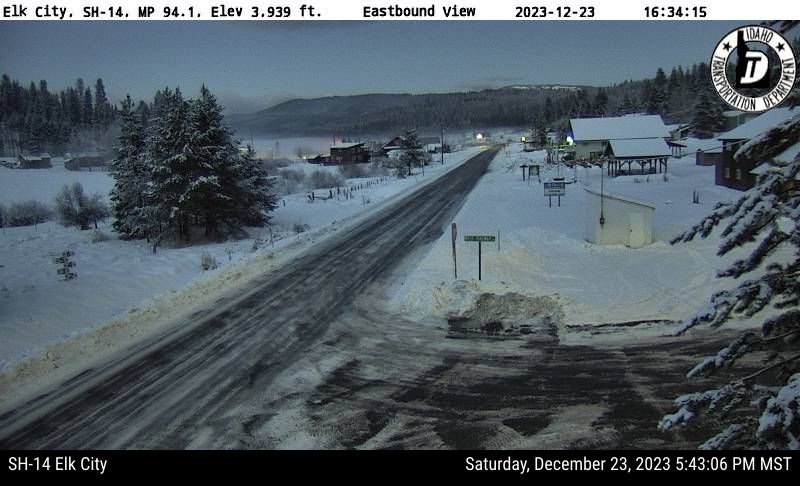 Elk City, SH-14, MP 94.1, Elev 3,939 ft. Eastbound View 2023-12-23 16:34:15
IDAHO
TRANSPORTATION DEPARTMENT
SH-14 Elk City
Saturday, December 23, 2023 5:43:06 PM MST